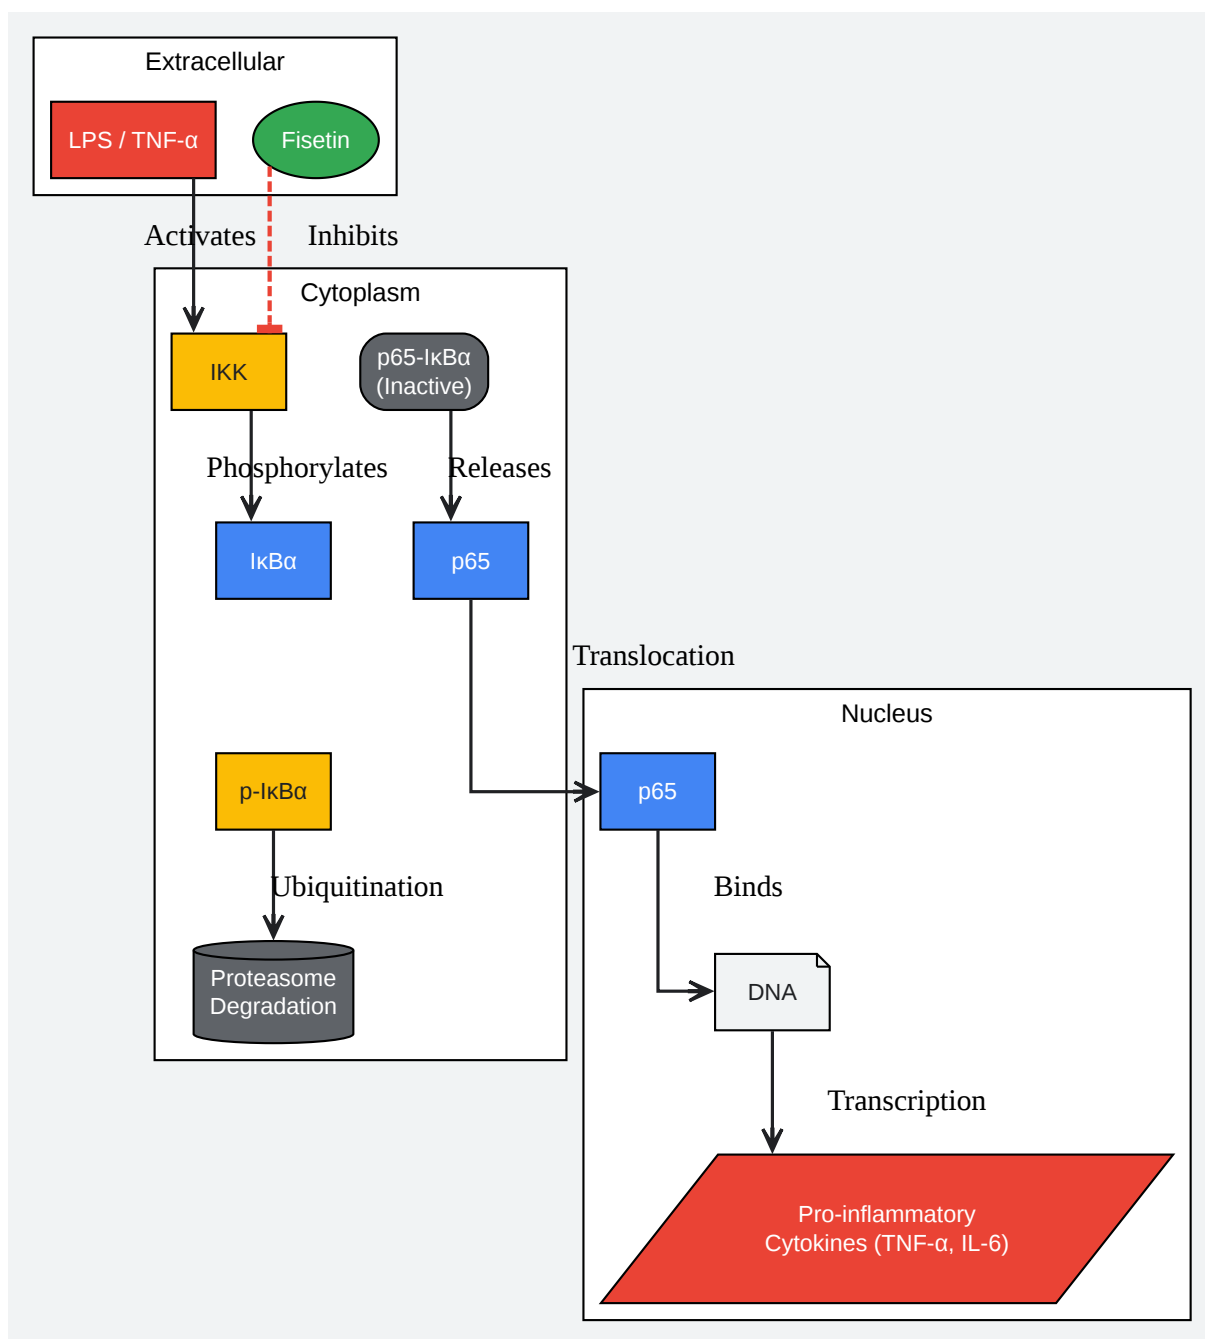 Extracellular
LPS / TNF-α
Fisetin
Activates
Inhibits
Cytoplasm
IKK
p65-IκBα
(Inactive)
Phosphorylates
Releases
IκBα
p65
Translocation
Nucleus
p-IκBα
p65
Ubiquitination
Binds
Proteasome
Degradation
DNA
Transcription
Pro-inflammatory
Cytokines (TNF-α, IL-6)